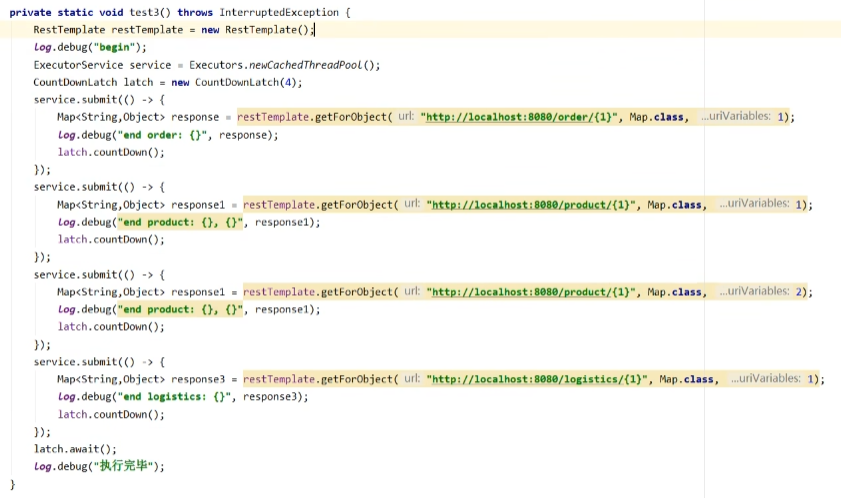 private static void test3() throws InterruptedException {
    RestTemplate restTemplate = new RestTemplate();
    Log.debug("begin");
    ExecutorService service = Executors.newCachedThreadPool();
    CountDownLatch latch = new CountDownLatch(4);
    service.submit(() -> {
        Map<String,Object> response = restTemplate.getForObject( url: "http://localhost:8080/order/{1}", Map.class, ...uriVariables: 1);
        Log.debug("end order: {}", response);
        latch.countDown();
    });
    service.submit(() -> {
        Map<String,Object> response1 = restTemplate.getForObject( url: "http://localhost:8080/product/{1}", Map.class, ...uriVariables: 1);
        Log.debug("end product: {}, {}", response1);
        latch.countDown();
    });
    service.submit(() -> {
        Map<String,Object> response1 = restTemplate.getForObject( url: "http://localhost:8080/product/{1}", Map.class, ...uriVariables: 2);
        Log.debug("end product: {}, {}", response1);
        latch.countDown();
    });
    service.submit(() -> {
        Map<String,Object> response3 = restTemplate.getForObject( url: "http://localhost:8080/logistics/{1}", Map.class, ...uriVariables: 1);
        Log.debug("end logistics: {}", response3);
        latch.countDown();
    });
    latch.await();
    Log.debug("执行完毕");
}